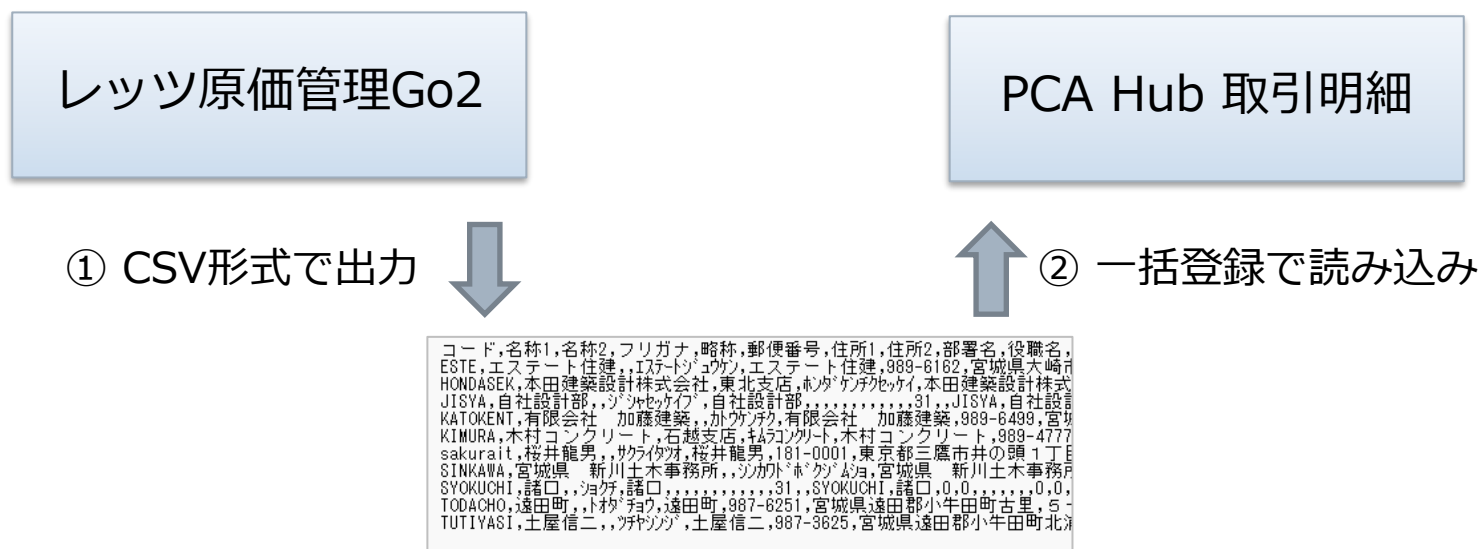 レッツ原価管理Go2
PCA Hub 取引明細
① CSV形式で出力
② 一括登録で読み込み
コード,名称1,名称2,フリガナ,略称,郵便番号,住所1,住所2,部署名,役職名,
ESTE,エステート住建,,ｴｽﾃｰﾄｼﾞｭｳｹﾝ,エステート住建,989-6162,宮城県大崎市
HONDASEK,本田建築設計株式会社,東北支店,ﾎﾝﾀﾞｹﾝﾁｸｾｯｹｲ,本田建築設計株式
JISYA,自社設計部,,ｼﾞｼｬｾｯｹｲﾌﾞ,自社設計部,,,,,,,,,,,,31,,JISYA,自社設計
KATOKENT,有限会社　加藤建築,,ｶﾄｳｹﾝﾁｸ,有限会社　加藤建築,989-6499,宮城
KIMURA,木村コンクリート,石越支店,ｷﾑﾗｺﾝｸﾘｰﾄ,木村コンクリート,989-4777
sakurait,桜井龍男,,ｻｸﾗｲﾀﾂｵ,桜井龍男,181-0001,東京都三鷹市井の頭１丁目
SINKAWA,宮城県　新川土木事務所,,ｼﾝｶﾜﾄﾞﾎﾞｸｼﾞﾑｼｮ,宮城県　新川土木事務所
SYOKUCHI,諸口,,ｼｮｸﾁ,諸口,,,,,,,,,,,,31,,SYOKUCHI,諸口,0,0,,,,,,,0,0,
TODACHO,遠田町,,ﾄｵﾀﾞﾁｮｳ,遠田町,987-6251,宮城県遠田郡小牛田町古里,５-
TUTIYASI,土屋信二,,ﾂﾁﾔｼﾝｼﾞ,土屋信二,987-3625,宮城県遠田郡小牛田町北浦